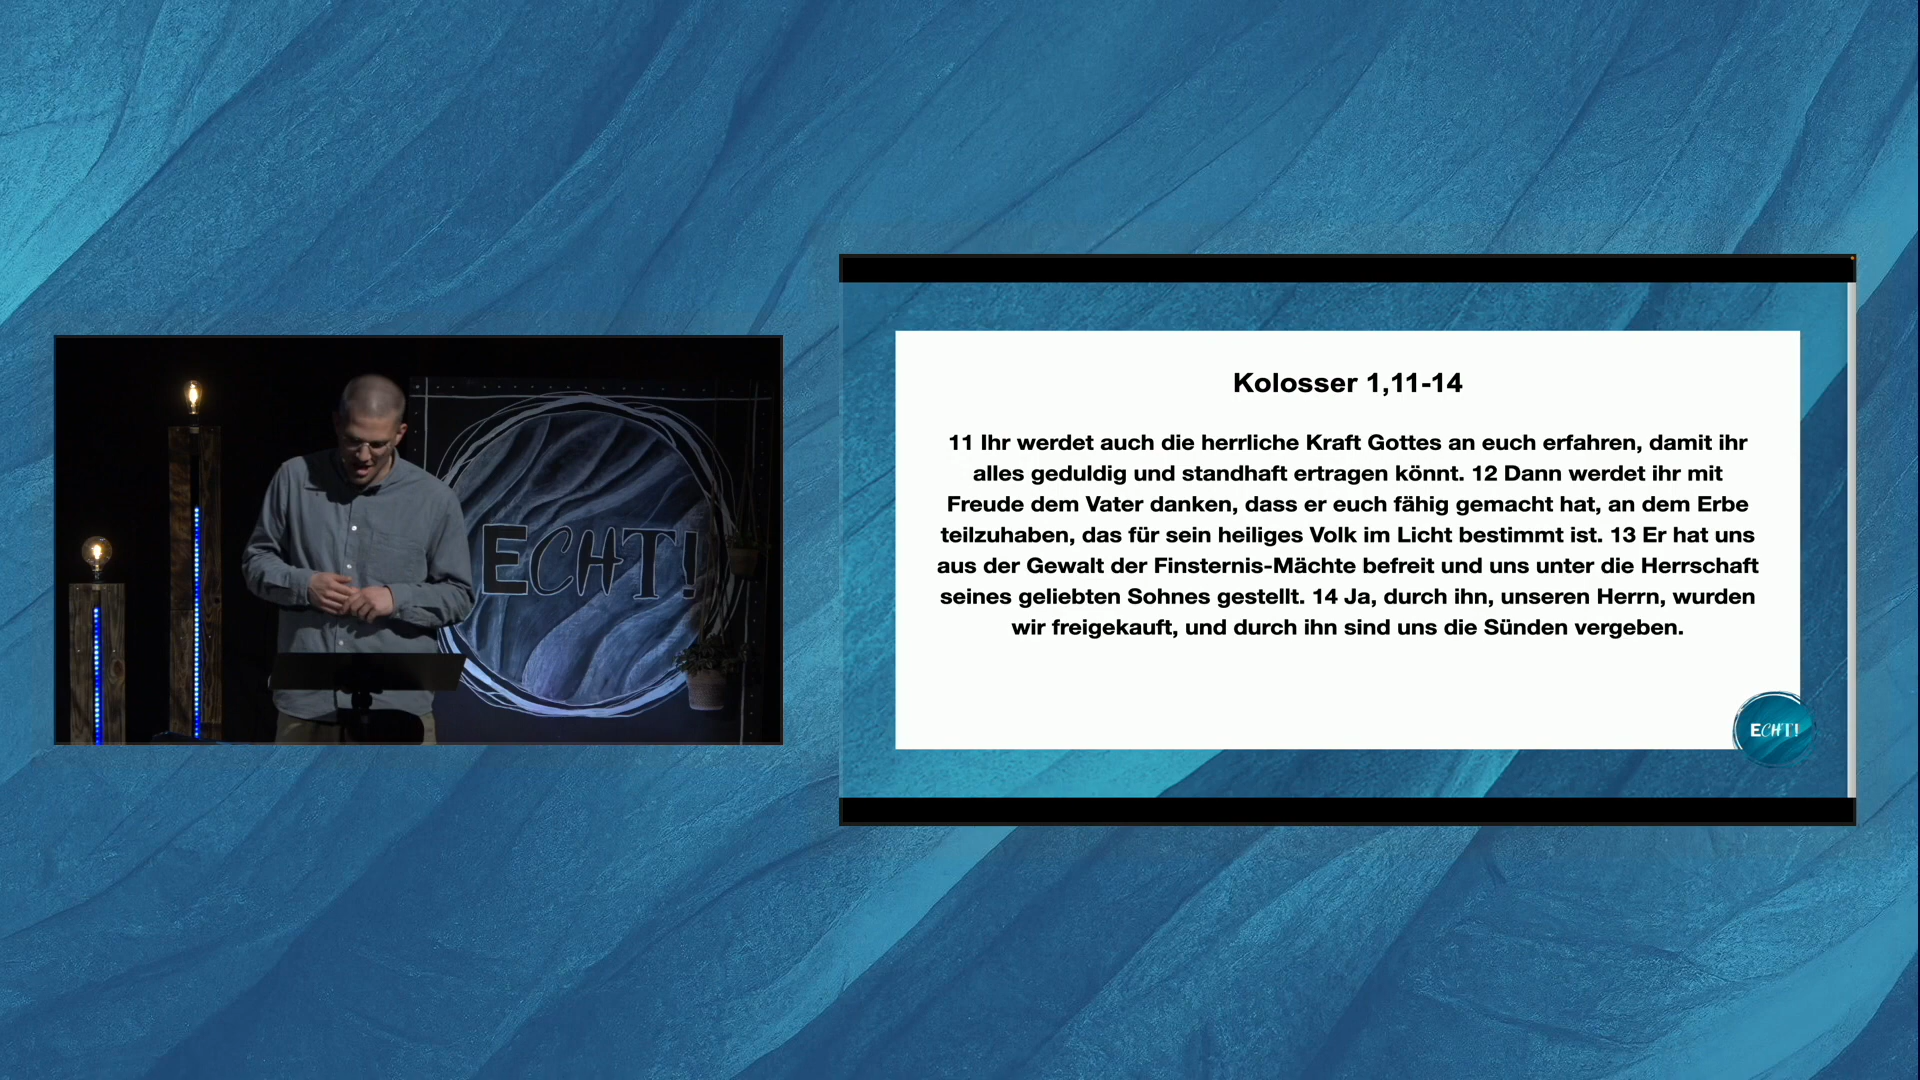 ECHT!
Kolosser 1,11-14
11 Ihr werdet auch die herrliche Kraft Gottes an euch erfahren, damit ihr
alles geduldig und standhaft ertragen könnt. 12 Dann werdet ihr mit
Freude dem Vater danken, dass er euch fähig gemacht hat, an dem Erbe
teilzuhaben, das für sein heiliges Volk im Licht bestimmt ist. 13 Er hat uns
aus der Gewalt der Finsternis-Mächte befreit und uns unter die Herrschaft
seines geliebten Sohnes gestellt. 14 Ja, durch ihn, unseren Herrn, wurden
wir freigekauft, und durch ihn sind uns die Sünden vergeben.
ECHT!